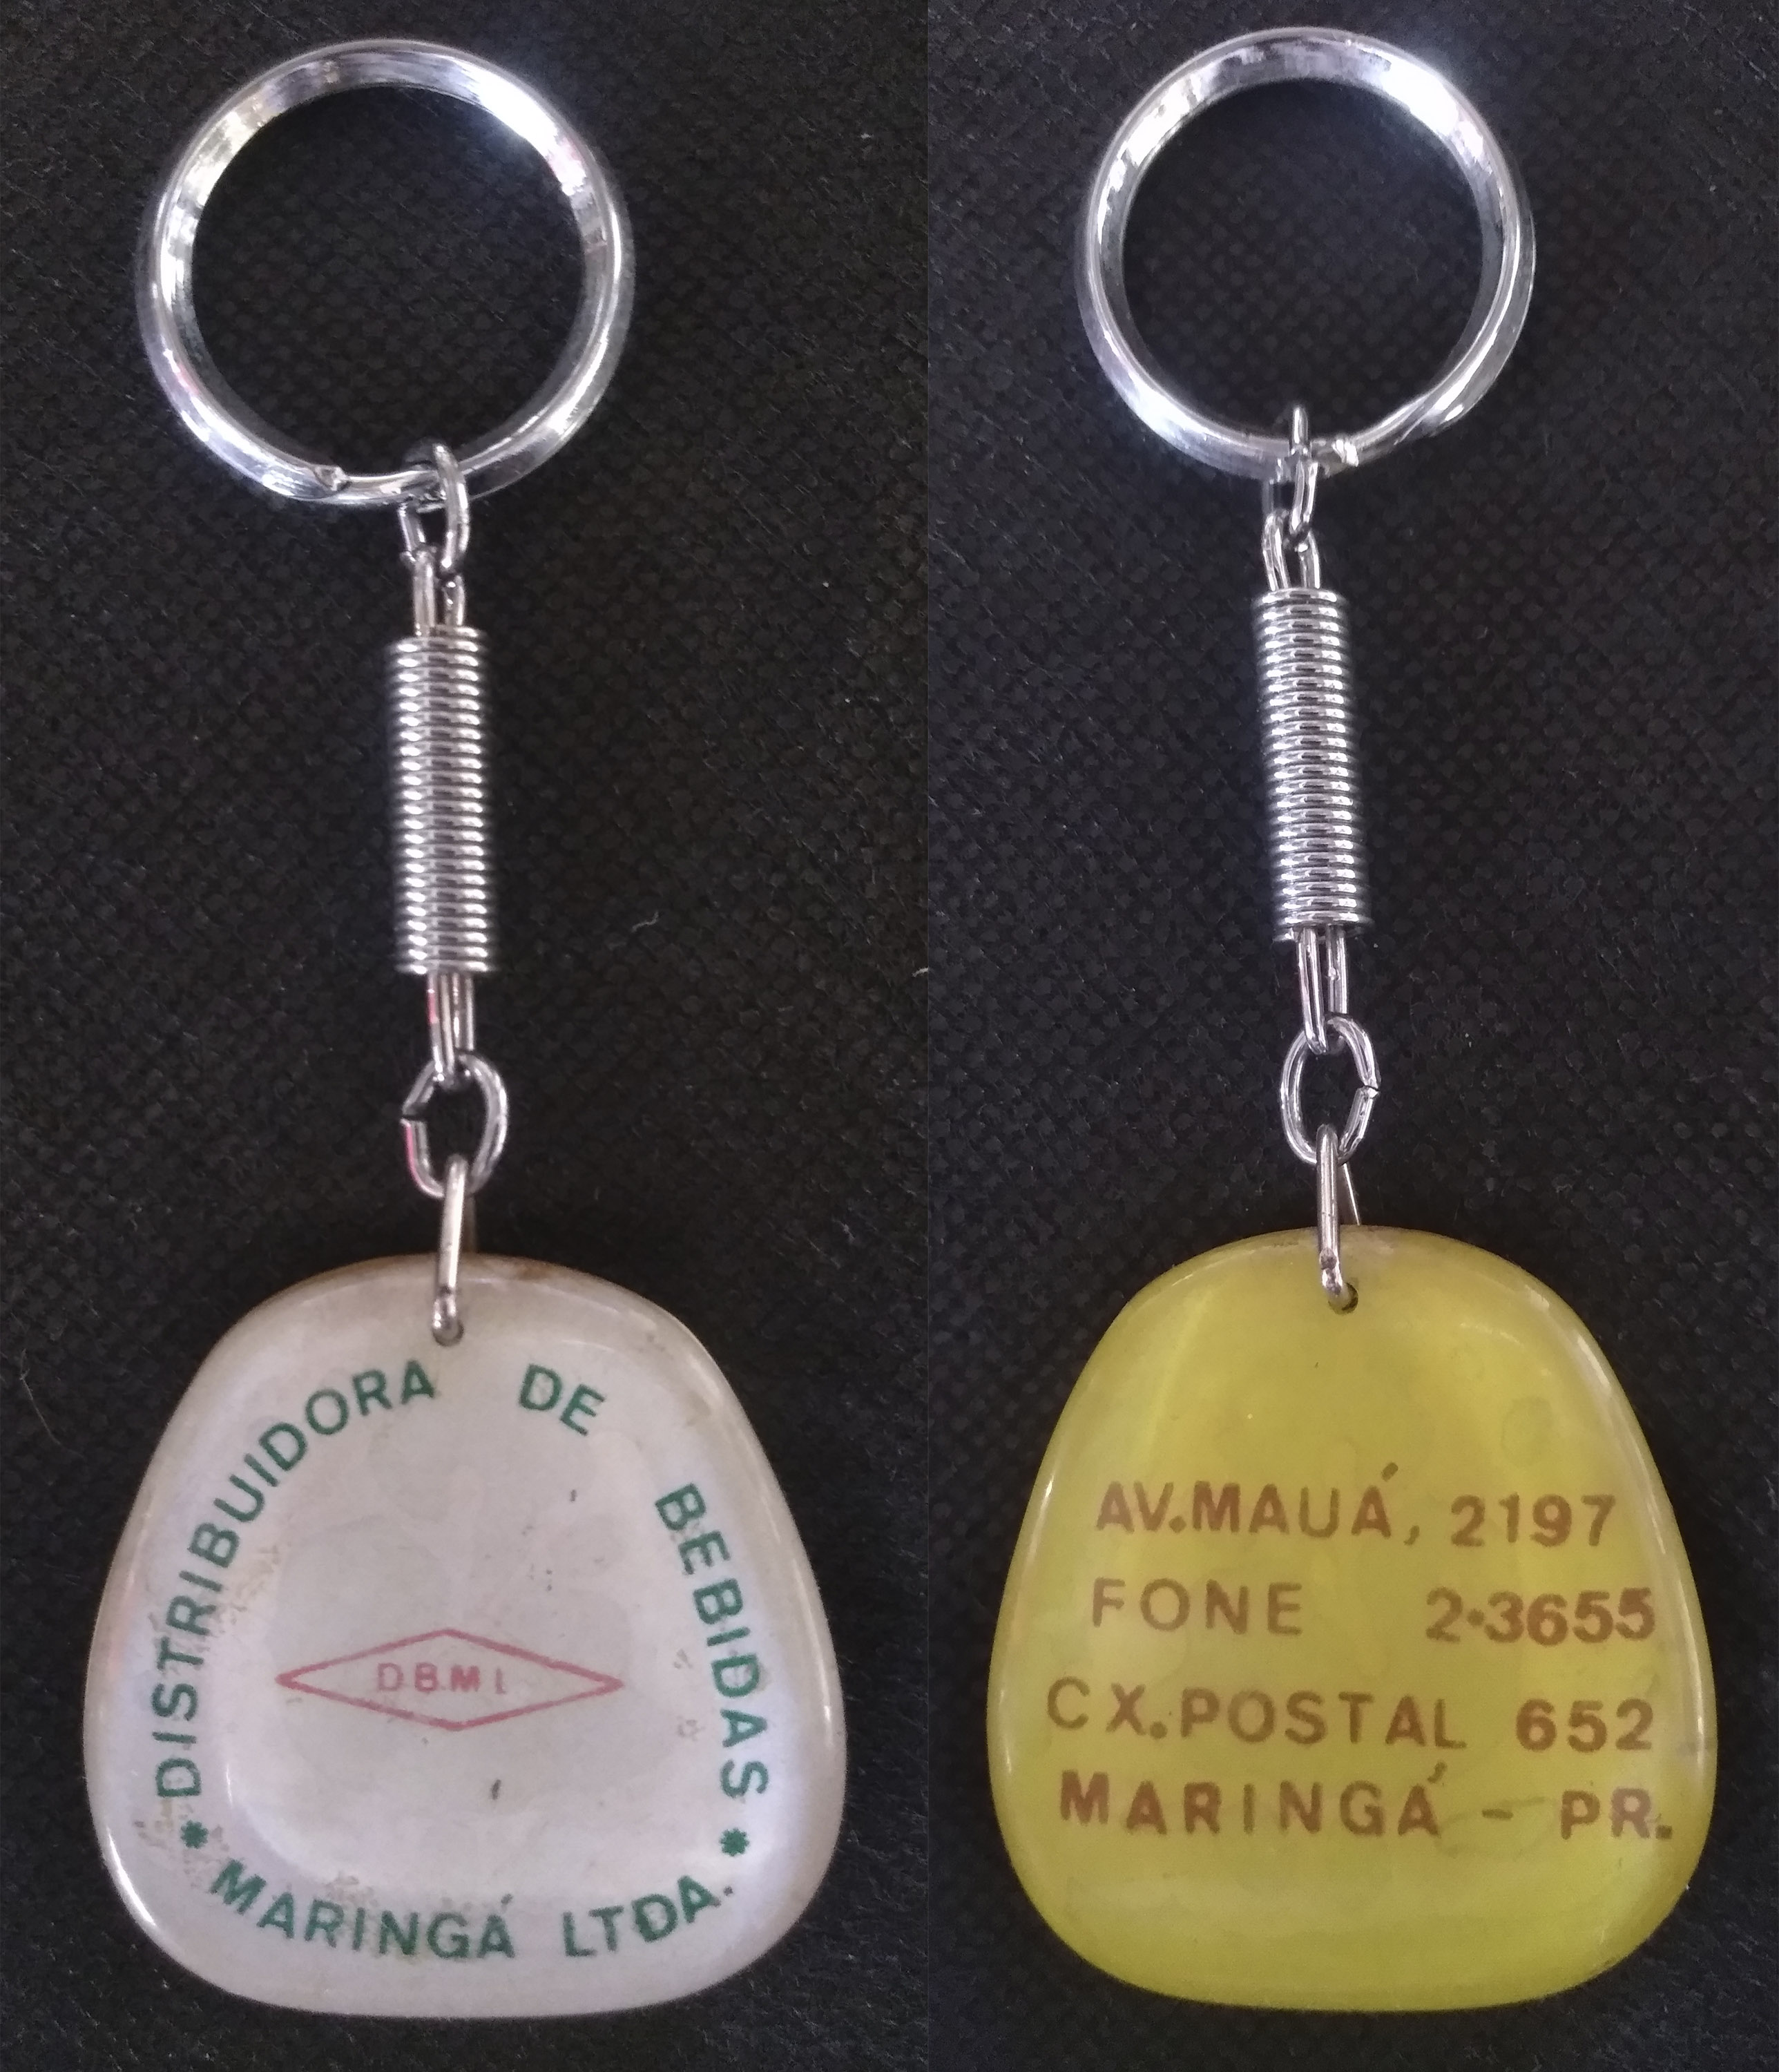 DISTRIBUIDORA DE BEBIDAS
* MARINGÁ LTDA. *
DBML
AV.MAUÁ, 2197
FONE 2-3655
CX.POSTAL 652
MARINGÁ - PR.